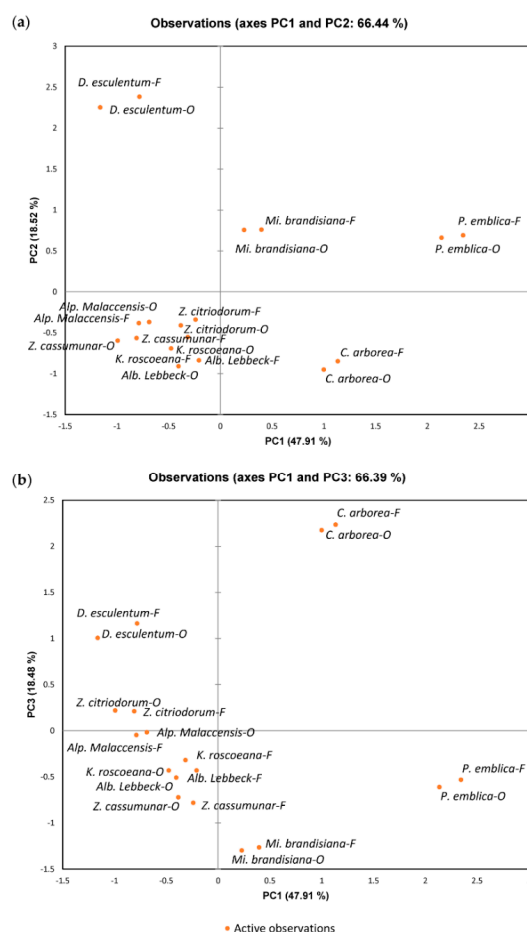 (a)
Observations (axes PC1 and PC2: 66.44 %)
3
2.5
2
1.5
1
0.5
0
-0.5
-1
-1.5
PC2 (18.52 %)
D. esculentum-F
D. esculentum-O
Mi. brandisiana-F
Mi. brandisiana-O
P. emblica-F
P. emblica-O
Alp. Malaccensis-O
Alp. Malaccensis-F
Z. citriodorum-F
Z. citriodorum-O
Z. cassumunar-O
Z. cassumunar-F
K. roscoeana-O
K. roscoeana-F
Alb. Lebbeck-F
Alb. Lebbeck-O
C. arborea-F
C. arborea-O
-1.5 -1 -0.5 0 0.5 1 1.5 2 2.5
PC1 (47.91 %)
(b)
Observations (axes PC1 and PC3: 66.39 %)
2.5
2
1.5
1
0.5
0
-0.5
-1
-1.5
PC3 (18.48 %)
C. arborea-F
C. arborea-O
D. esculentum-F
D. esculentum-O
Z. citriodorum-O
Z. citriodorum-F
Alp. Malaccensis-O
Alp. Malaccensis-F
K. roscoeana-F
K. roscoeana-O
Alb. Lebbeck-F
Alb. Lebbeck-O
Z. cassumunar-O
Z. cassumunar-F
P. emblica-F
P. emblica-O
Mi. brandisiana-F
Mi. brandisiana-O
-1.5 -1 -0.5 0 0.5 1 1.5 2 2.5
PC1 (47.91 %)
Active observations